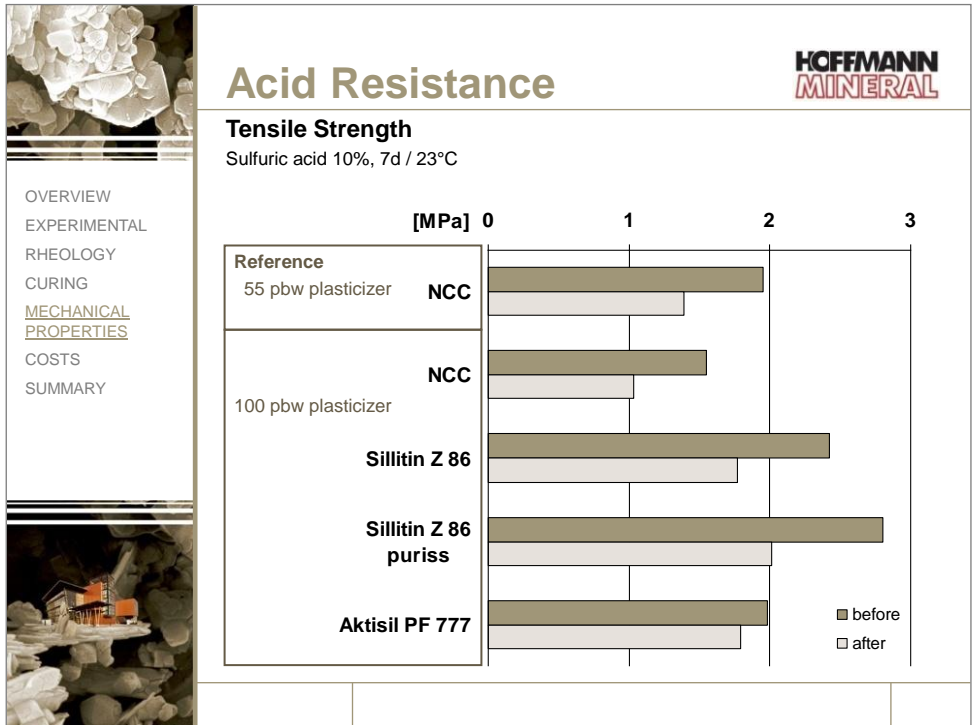 Acid Resistance
HOFFMANN
MINERAL
Tensile Strength
Sulfuric acid 10%, 7d / 23°C
OVERVIEW
EXPERIMENTAL
RHEOLOGY
CURING
MECHANICAL
PROPERTIES
COSTS
SUMMARY
[MPa] 0 1 2 3
Reference
55 pbw plasticizer NCC
NCC
100 pbw plasticizer
Sillitin Z 86
Sillitin Z 86
puriss
Aktisil PF 777
before
after